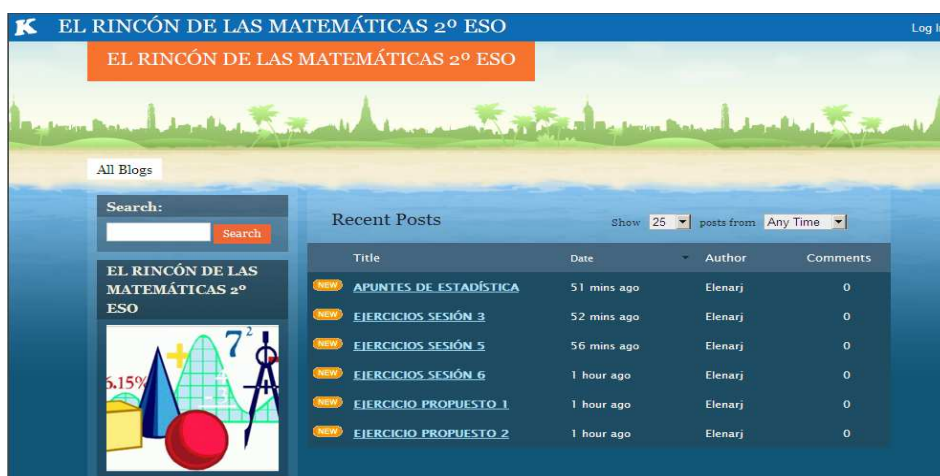 K EL RINCÓN DE LAS MATEMÁTICAS 2º ESO Log I
EL RINCÓN DE LAS MATEMÁTICAS 2º ESO
All Blogs
Search:
Search
EL RINCÓN DE LAS
MATEMÁTICAS 2º
ESO
7²
6.15%
Recent Posts Show 25 posts from Any Time
Title Date Author Comments
NEW APUNTES DE ESTADÍSTICA 51 mins ago Elenarj 0
NEW EJERCICIOS SESIÓN 3 52 mins ago Elenarj 0
NEW EJERCICIOS SESIÓN 5 56 mins ago Elenarj 0
NEW EJERCICIOS SESIÓN 6 1 hour ago Elenarj 0
NEW EJERCICIO PROPUESTO 1 1 hour ago Elenarj 0
NEW EJERCICIO PROPUESTO 2 1 hour ago Elenarj 0